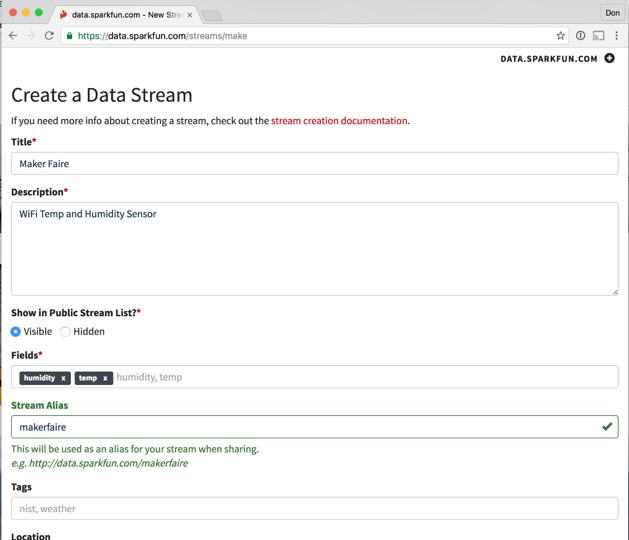 data.sparkfun.com - New Stre
Don
https://data.sparkfun.com/streams/make
DATA.SPARKFUN.COM
Create a Data Stream
If you need more info about creating a stream, check out the stream creation documentation.
Title*
Maker Faire
Description*
WiFi Temp and Humidity Sensor
Show in Public Stream List?*
Visible Hidden
Fields*
humidity x temp x humidity, temp
Stream Alias
makerfaire
This will be used as an alias for your stream when sharing.
e.g. http://data.sparkfun.com/makerfaire
Tags
nist, weather
Location